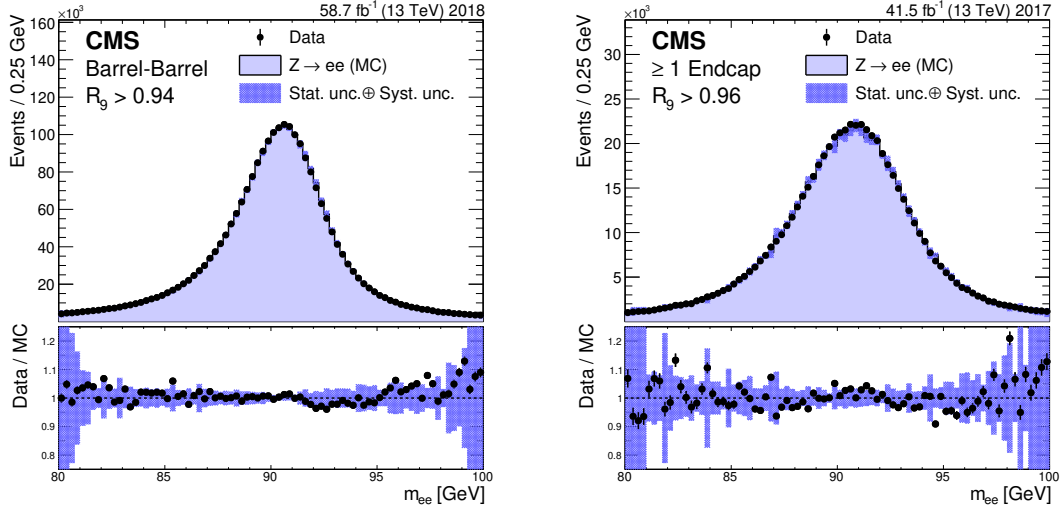 58.7 fb⁻¹ (13 TeV) 2018
×10³
160
140
120
100
80
60
40
20
Events / 0.25 GeV
CMS
Barrel-Barrel
R₉ > 0.94
Data
Z → ee (MC)
Stat. unc.⊕ Syst. unc.
Data / MC
1.2
1.1
1.0
0.9
0.8
80 85 90 95 100
m_ee [GeV]
41.5 fb⁻¹ (13 TeV) 2017
×10³
30
25
20
15
10
5
Events / 0.25 GeV
CMS
≥ 1 Endcap
R₉ > 0.96
Data
Z → ee (MC)
Stat. unc.⊕ Syst. unc.
Data / MC
1.2
1.1
1.0
0.9
0.8
80 85 90 95 100
m_ee [GeV]